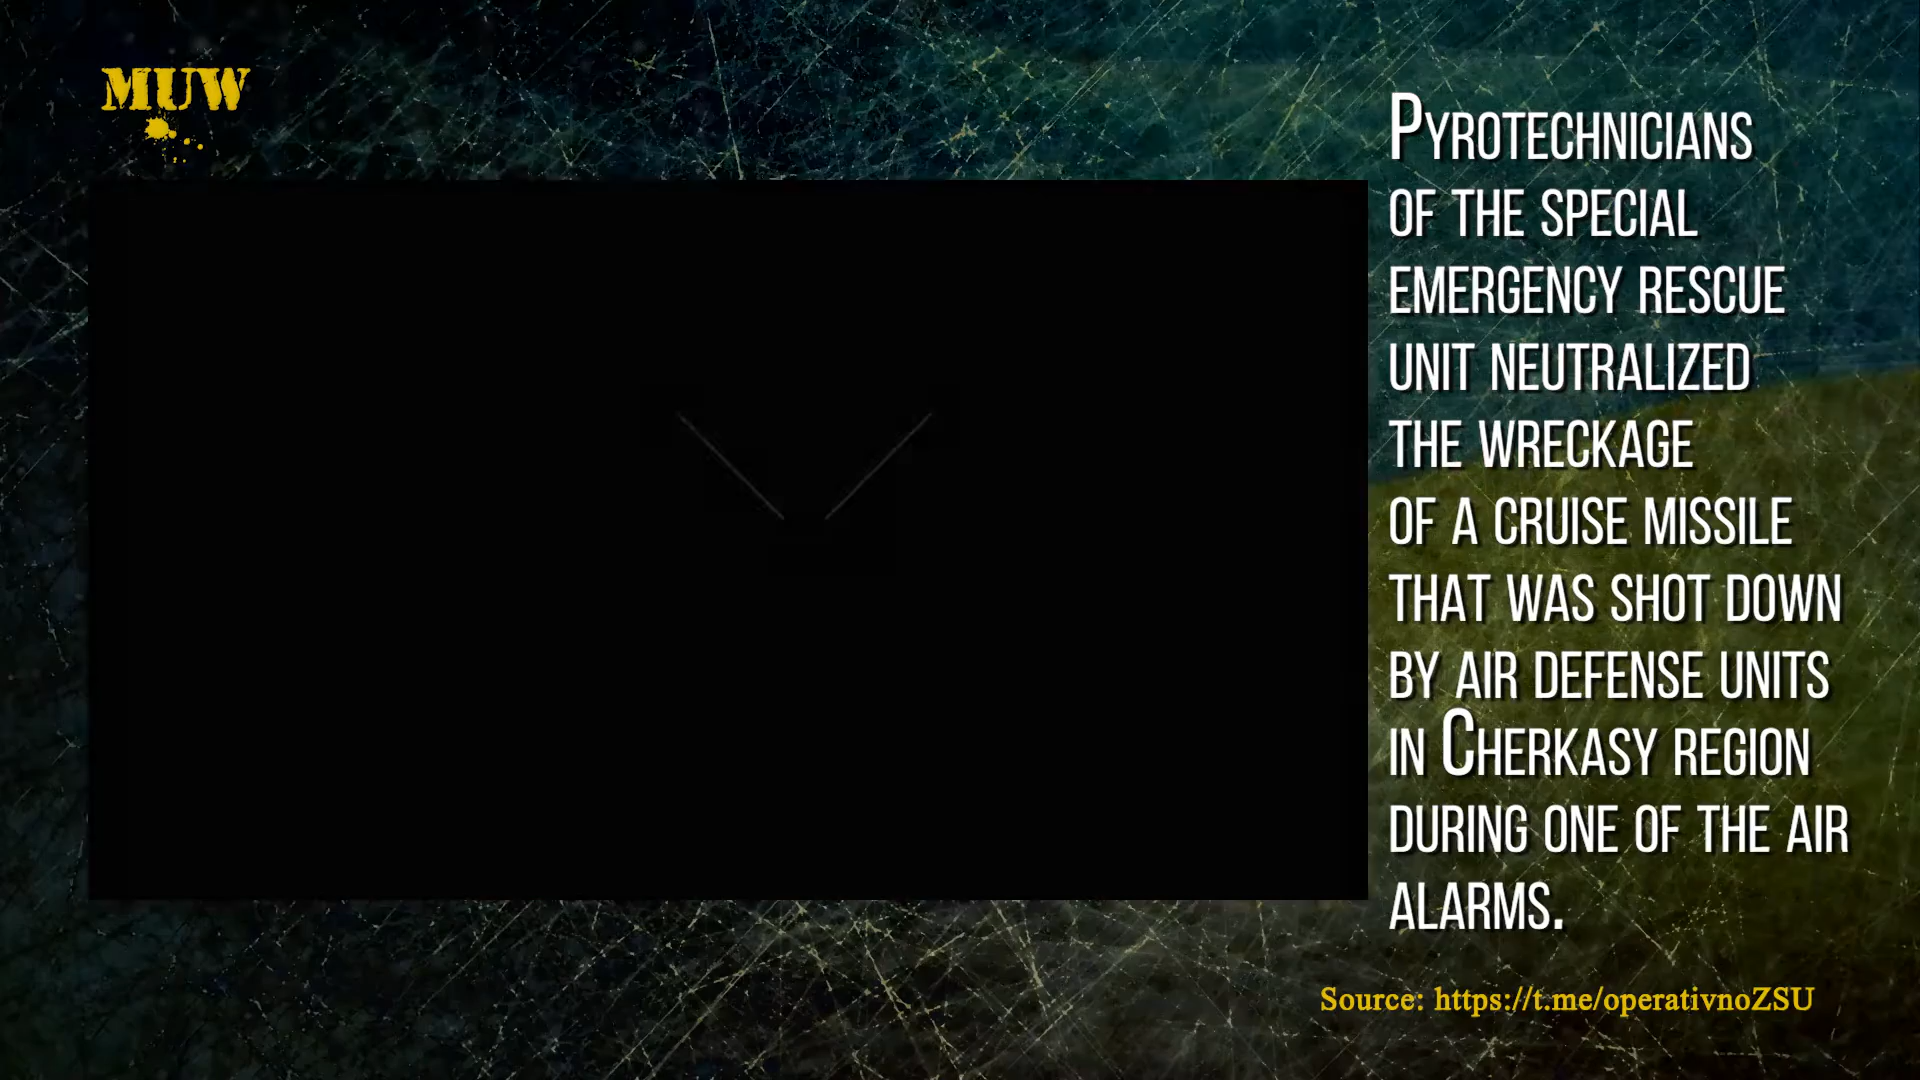 MUW
Pyrotechnicians
of the special
emergency rescue
unit neutralized
the wreckage
of a cruise missile
that was shot down
by air defense units
in Cherkasy region
during one of the air
alarms.
Source: https://t.me/operativnoZSU